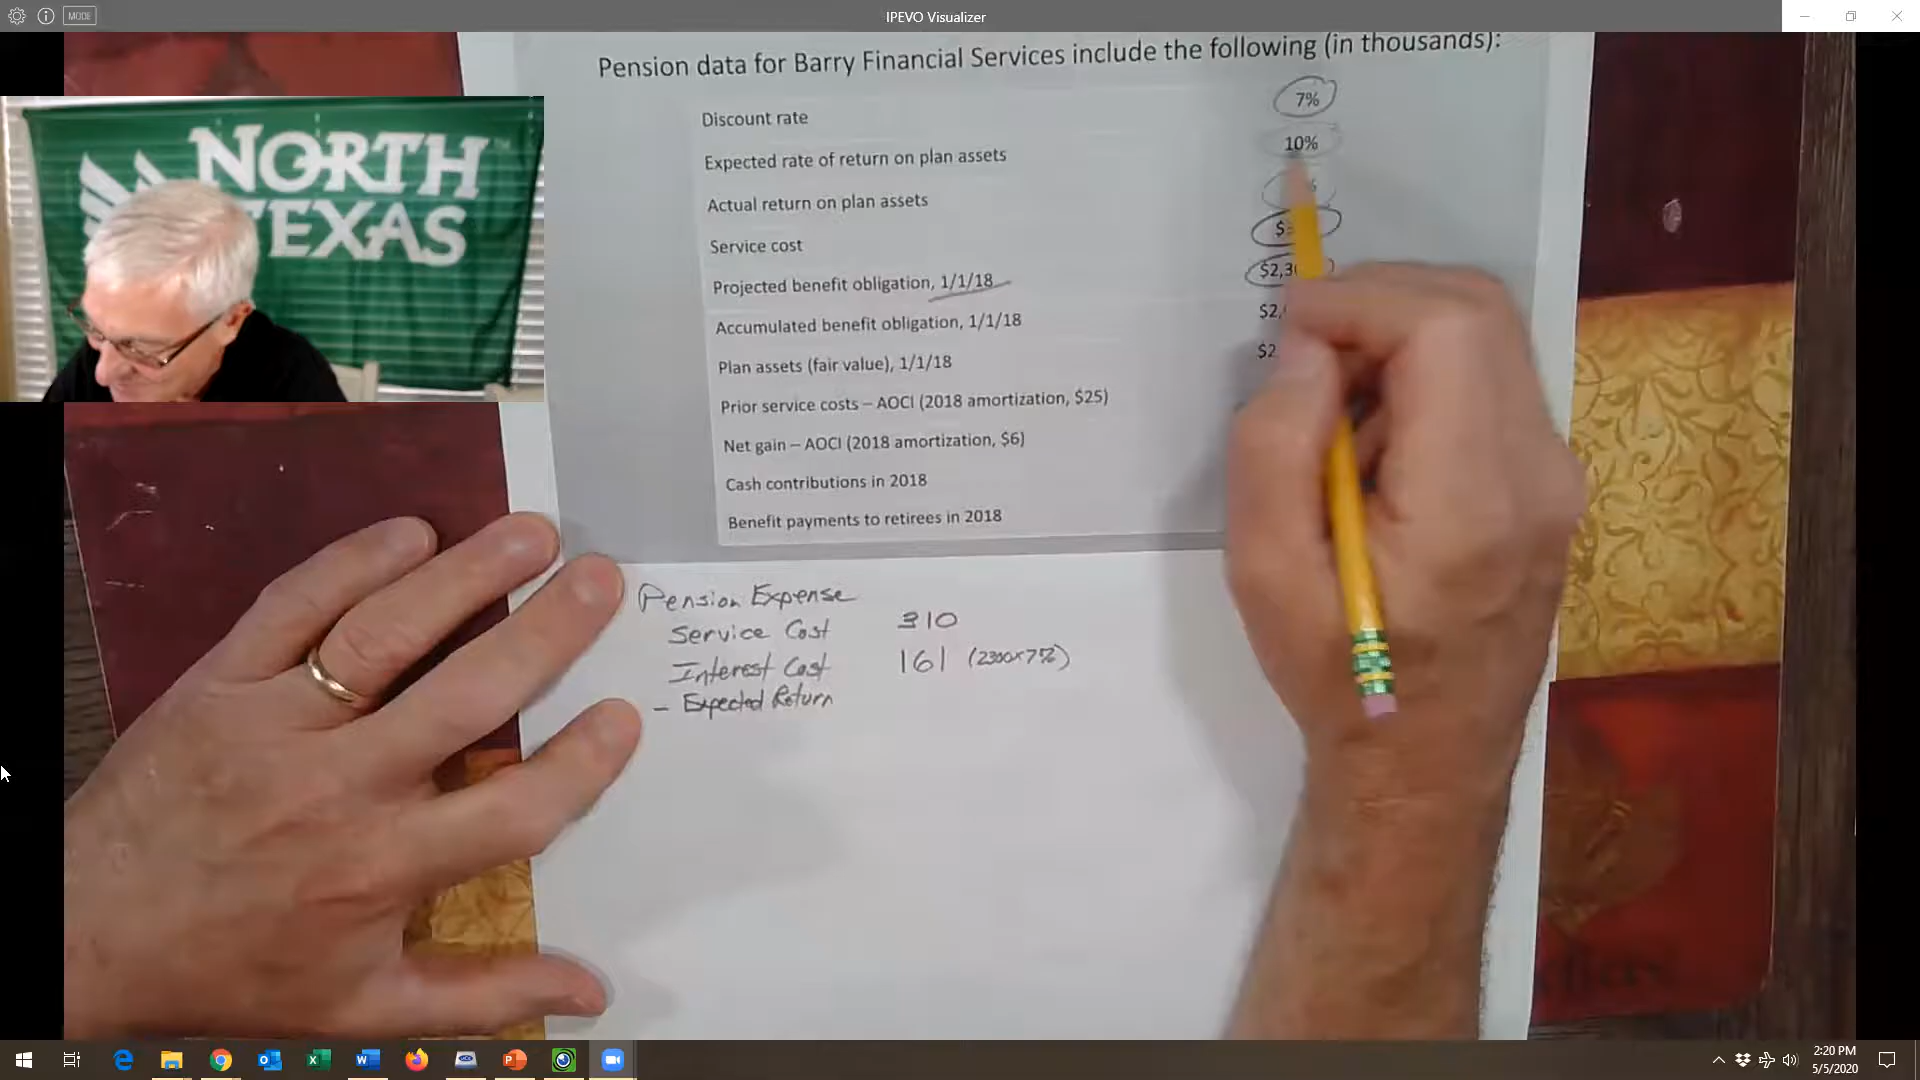 MODE
IPEVO Visualizer
Pension data for Barry Financial Services include the following (in thousands):
Discount rate 7%
Expected rate of return on plan assets 10%
Actual return on plan assets
Service cost
Projected benefit obligation, 1/1/18
Accumulated benefit obligation, 1/1/18
Plan assets (fair value), 1/1/18
Prior service costs – AOCI (2018 amortization, $25)
Net gain – AOCI (2018 amortization, $6)
Cash contributions in 2018
Benefit payments to retirees in 2018
NORTH
TEXAS
Pension Expense
Service Cost 310
Interest Cost 161 (2300x7%)
- Expected Return
2:20 PM
5/5/2020